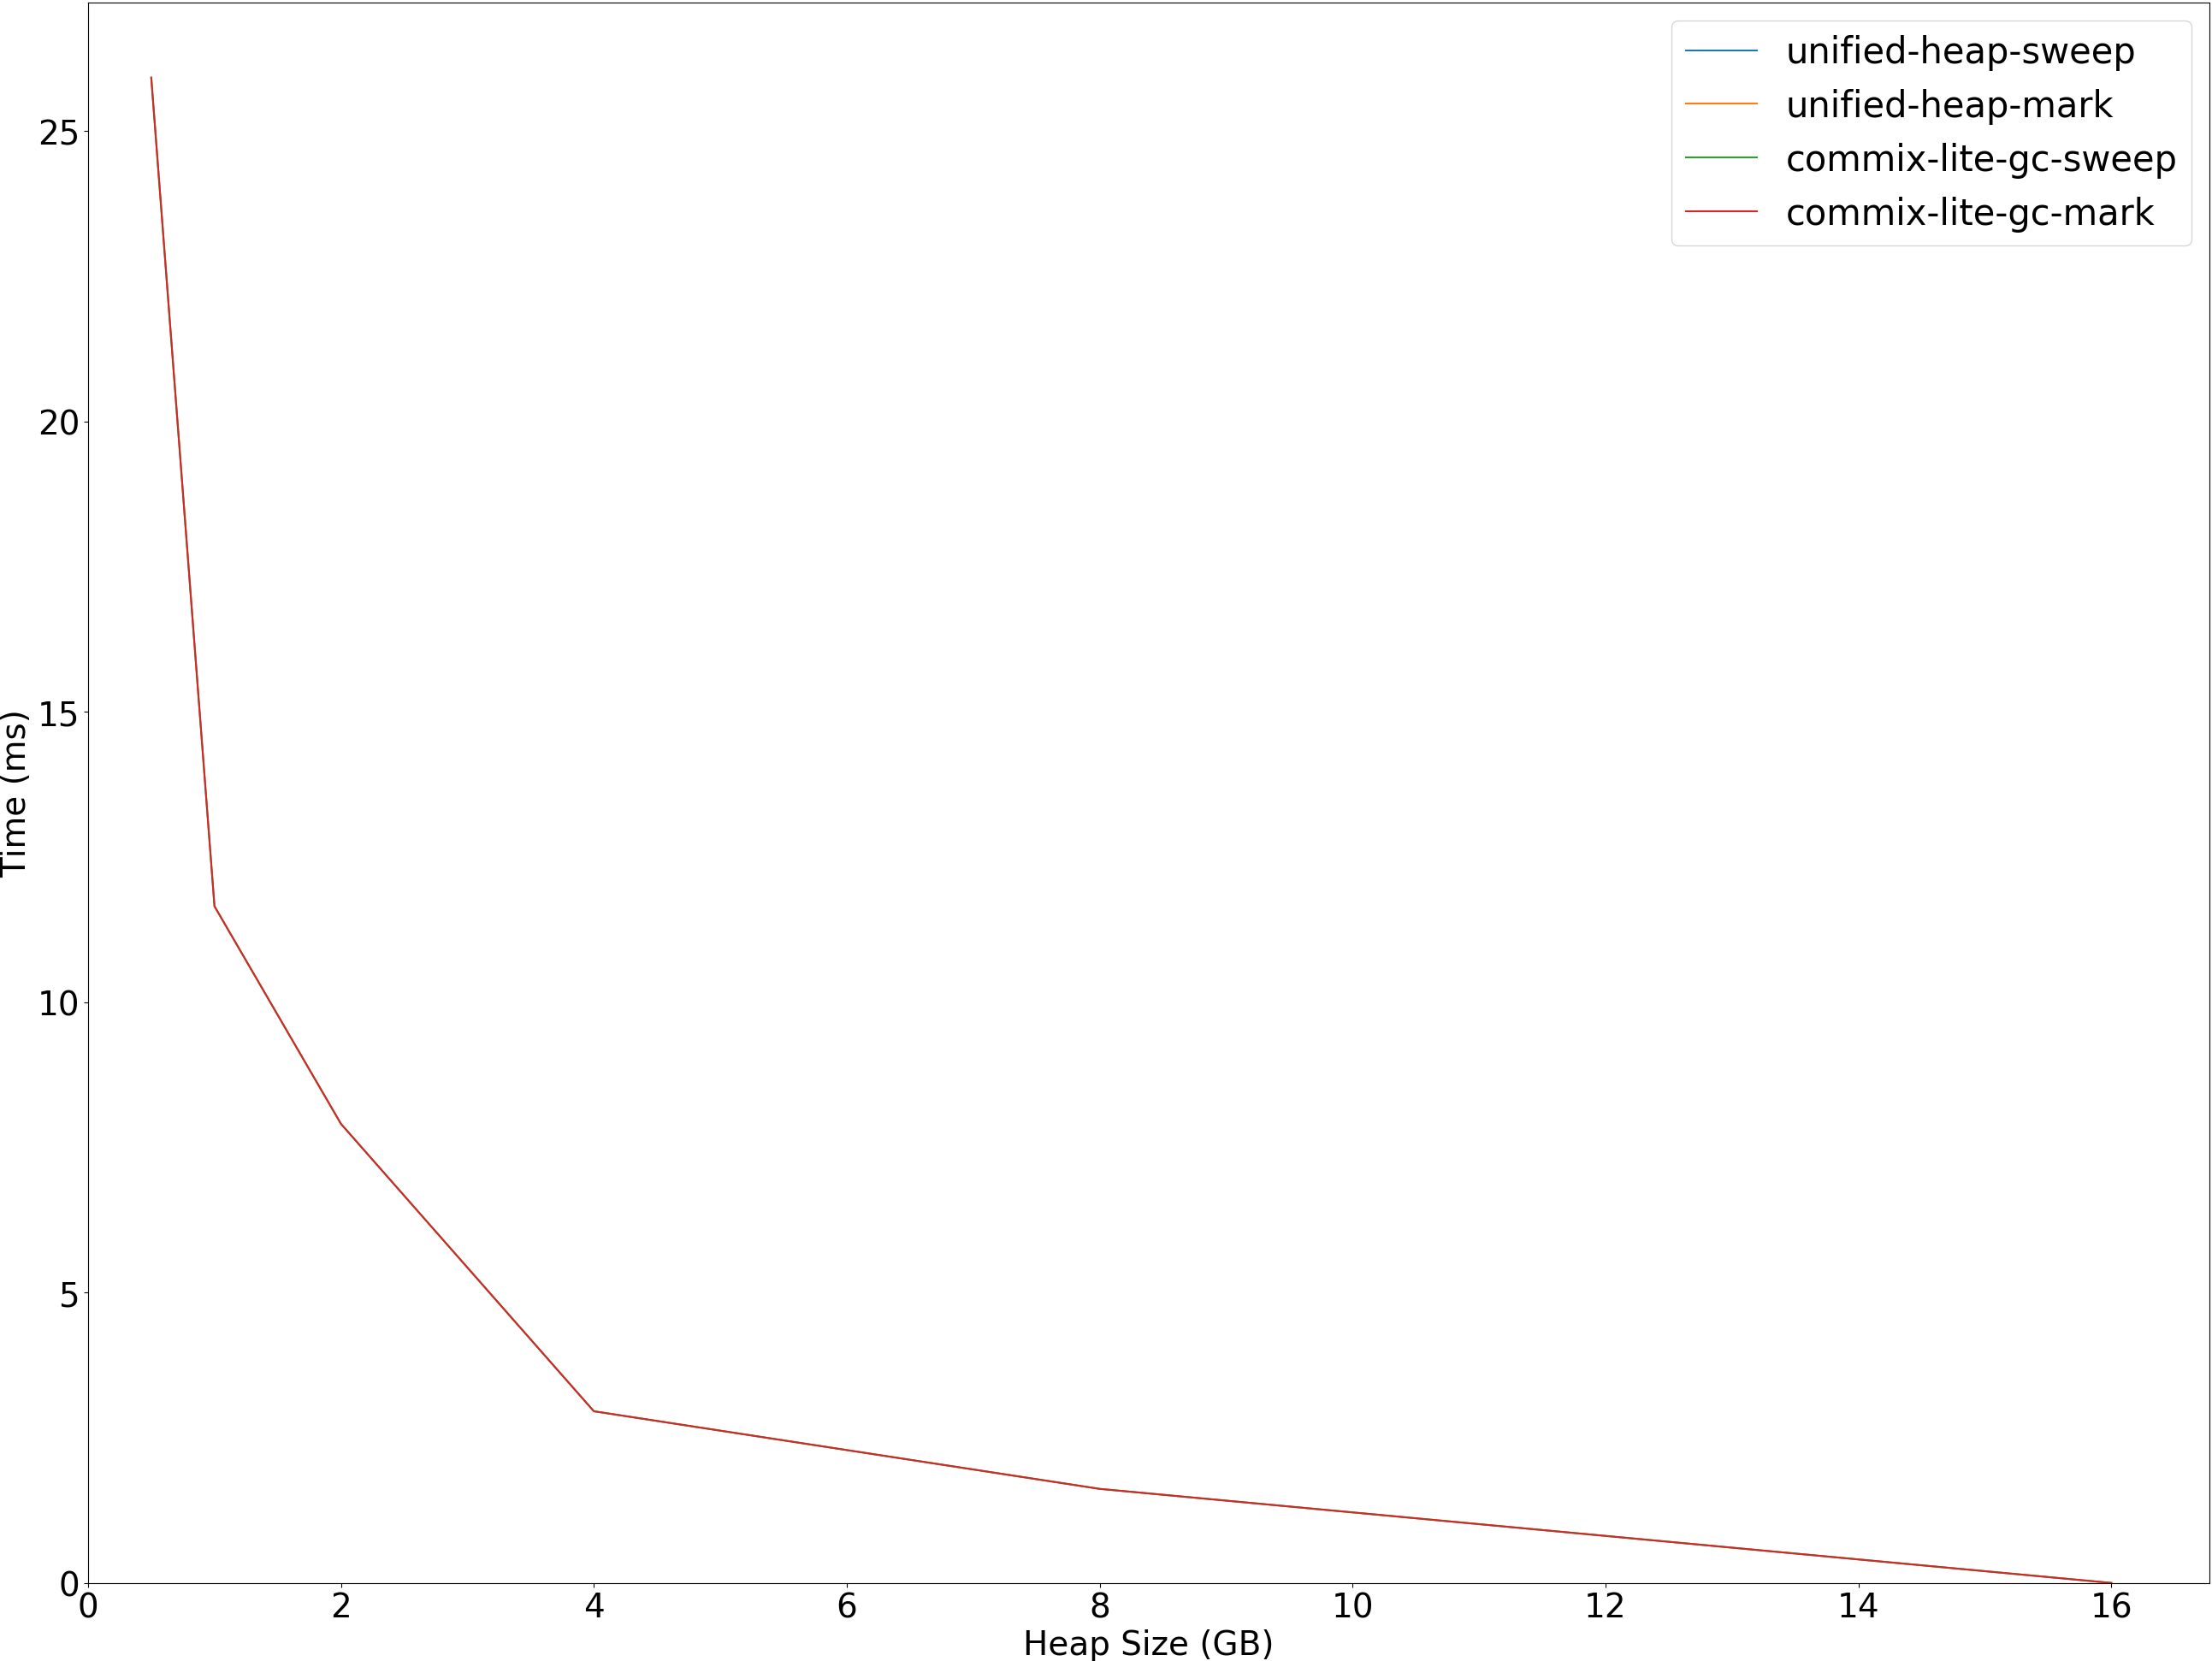 unified-heap-sweep
unified-heap-mark
commix-lite-gc-sweep
commix-lite-gc-mark
25
20
15
10
5
0
Time (ms)
0 2 4 6 8 10 12 14 16
Heap Size (GB)